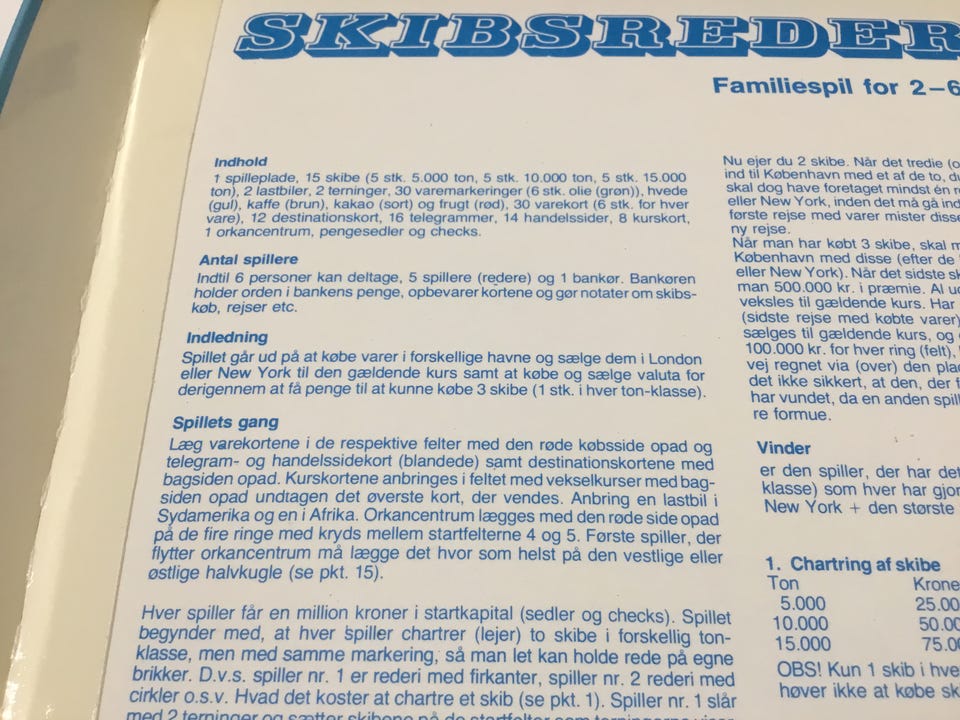 SKIBSREDER
Familiespil for 2–6
Indhold
1 spilleplade, 15 skibe (5 stk. 5.000 ton, 5 stk. 10.000 ton, 5 stk. 15.000
ton), 2 lastbiler, 2 terninger, 30 varemarkeringer (6 stk. olie (grøn)), hvede
(gul), kaffe (brun), kakao (sort) og frugt (rød), 30 varekort (6 stk. for hver
vare), 12 destinationskort, 16 telegrammer, 14 handelssider, 8 kurskort,
1 orkancentrum, pengesedler og checks.
Antal spillere
Indtil 6 personer kan deltage, 5 spillere (redere) og 1 bankør. Bankøren
holder orden i bankens penge, opbevarer kortene og gør notater om skibs-
køb, rejser etc.
Indledning
Spillet går ud på at købe varer i forskellige havne og sælge dem i London
eller New York til den gældende kurs samt at købe og sælge valuta for
derigennem at få penge til at kunne købe 3 skibe (1 stk. i hver ton-klasse).
Spillets gang
Læg varekortene i de respektive felter med den røde købsside opad og
telegram- og handelssidekort (blandede) samt destinationskortene med
bagsiden opad. Kurskortene anbringes i feltet med vekselkurser med bag-
siden opad undtagen det øverste kort, der vendes. Anbring en lastbil i
Sydamerika og en i Afrika. Orkancentrum lægges med den røde side opad
på de fire ringe med kryds mellem startfelterne 4 og 5. Første spiller, der
flytter orkancentrum må lægge det hvor som helst på den vestlige eller
østlige halvkugle (se pkt. 15).
Hver spiller får en million kroner i startkapital (sedler og checks). Spillet
begynder med, at hver spiller chartrer (lejer) to skibe i forskellig ton-
klasse, men med samme markering, så man let kan holde rede på egne
brikker. D.v.s. spiller nr. 1 er rederi med firkanter, spiller nr. 2 rederi med
cirkler o.s.v. Hvad det koster at chartre et skib (se pkt. 1). Spiller nr. 1 slår
med 2 terninger og sætter skibene på de startfelter som terningerne viser
Nu ejer du 2 skibe. Når det tredie (o
ind til København med et af de to, du
skal dog have foretaget mindst én r
eller New York, inden det må gå ind
første rejse med varer mister disse
ny rejse.
Når man har købt 3 skibe, skal m
København med disse (efter de
eller New York). Når det sidste sk
man 500.000 kr. i præmie. Al ud
veksles til gældende kurs. Har
(sidste rejse med købte varer)
sælges til gældende kurs, og
100.000 kr. for hver ring (felt),
vej regnet via (over) den plac
det ikke sikkert, at den, der f
har vundet, da en anden spill
re formue.
Vinder
er den spiller, der har det
klasse) som hver har gjor
New York + den største
1. Chartring af skibe
Ton Krone
5.000 25.00
10.000 50.00
15.000 75.00
OBS! Kun 1 skib i hve
høver ikke at købe sk